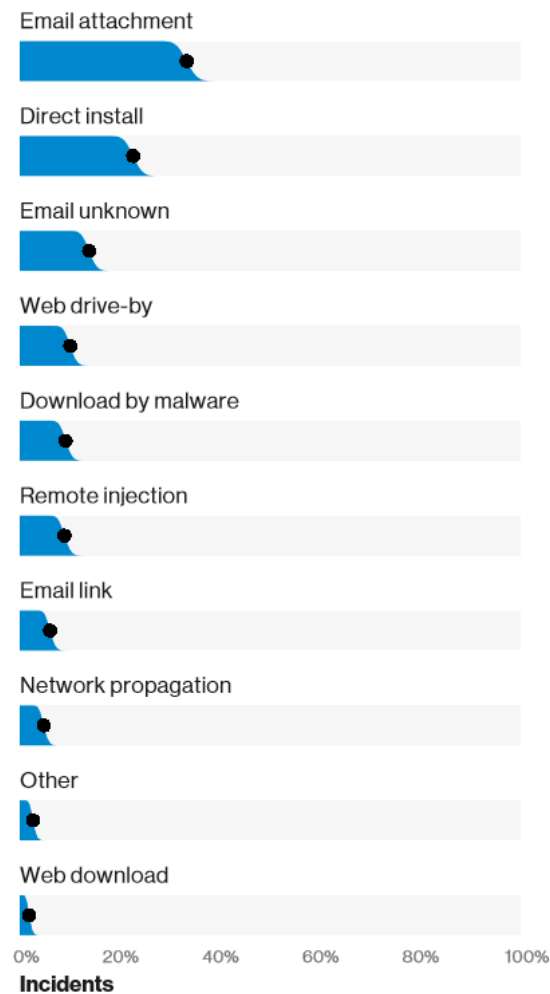 Email attachment
Direct install
Email unknown
Web drive-by
Download by malware
Remote injection
Email link
Network propagation
Other
Web download
0% 20% 40% 60% 80% 100%
Incidents